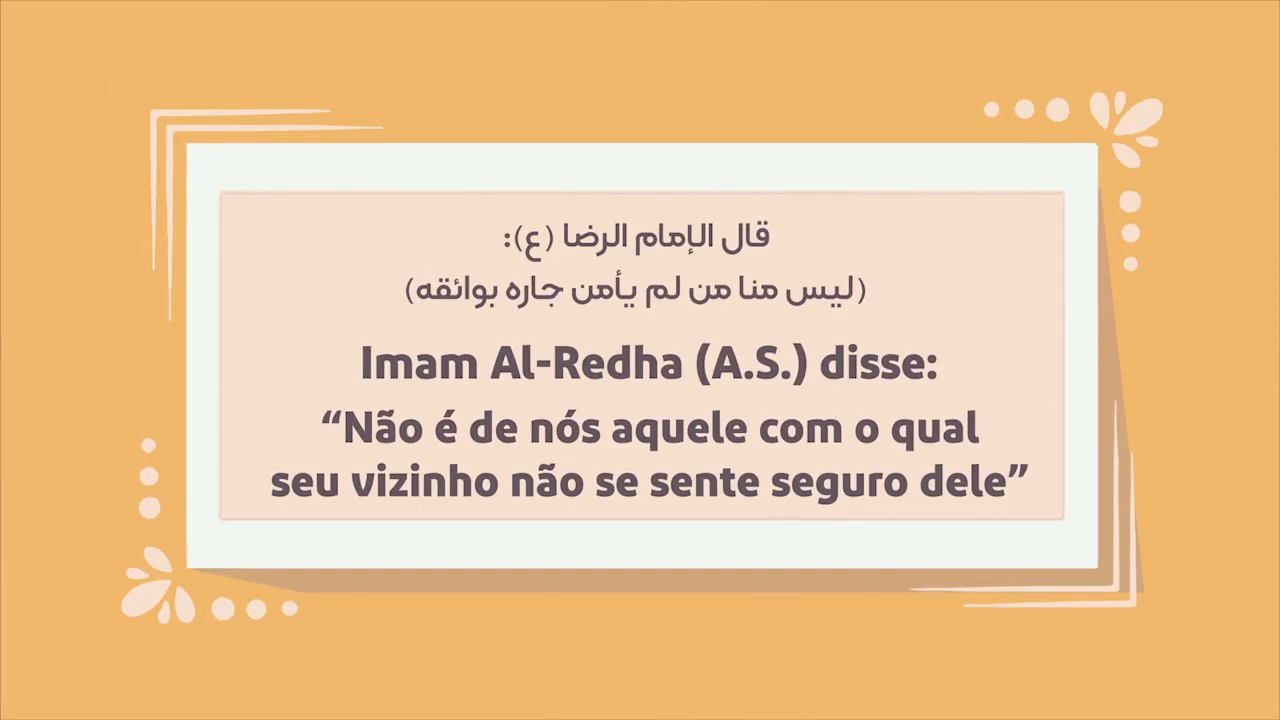 قال الإمام الرضا (ع):
(ليس منا من لم يأمن جاره بوائقه)
Imam Al-Redha (A.S.) disse:
“Não é de nós aquele com o qual
seu vizinho não se sente seguro dele”